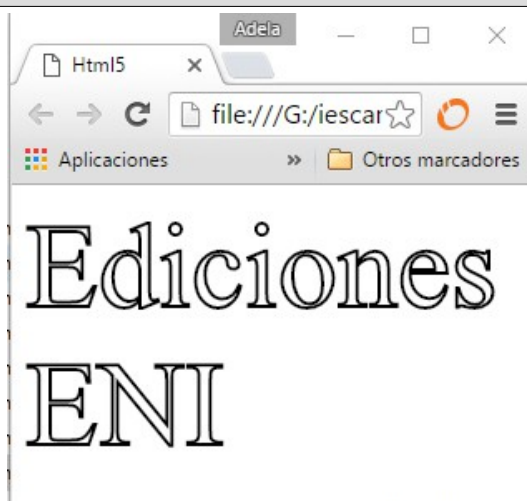 Adela
Html5
file:///G:/iescar
Aplicaciones
» Otros marcadores
Ediciones
ENI